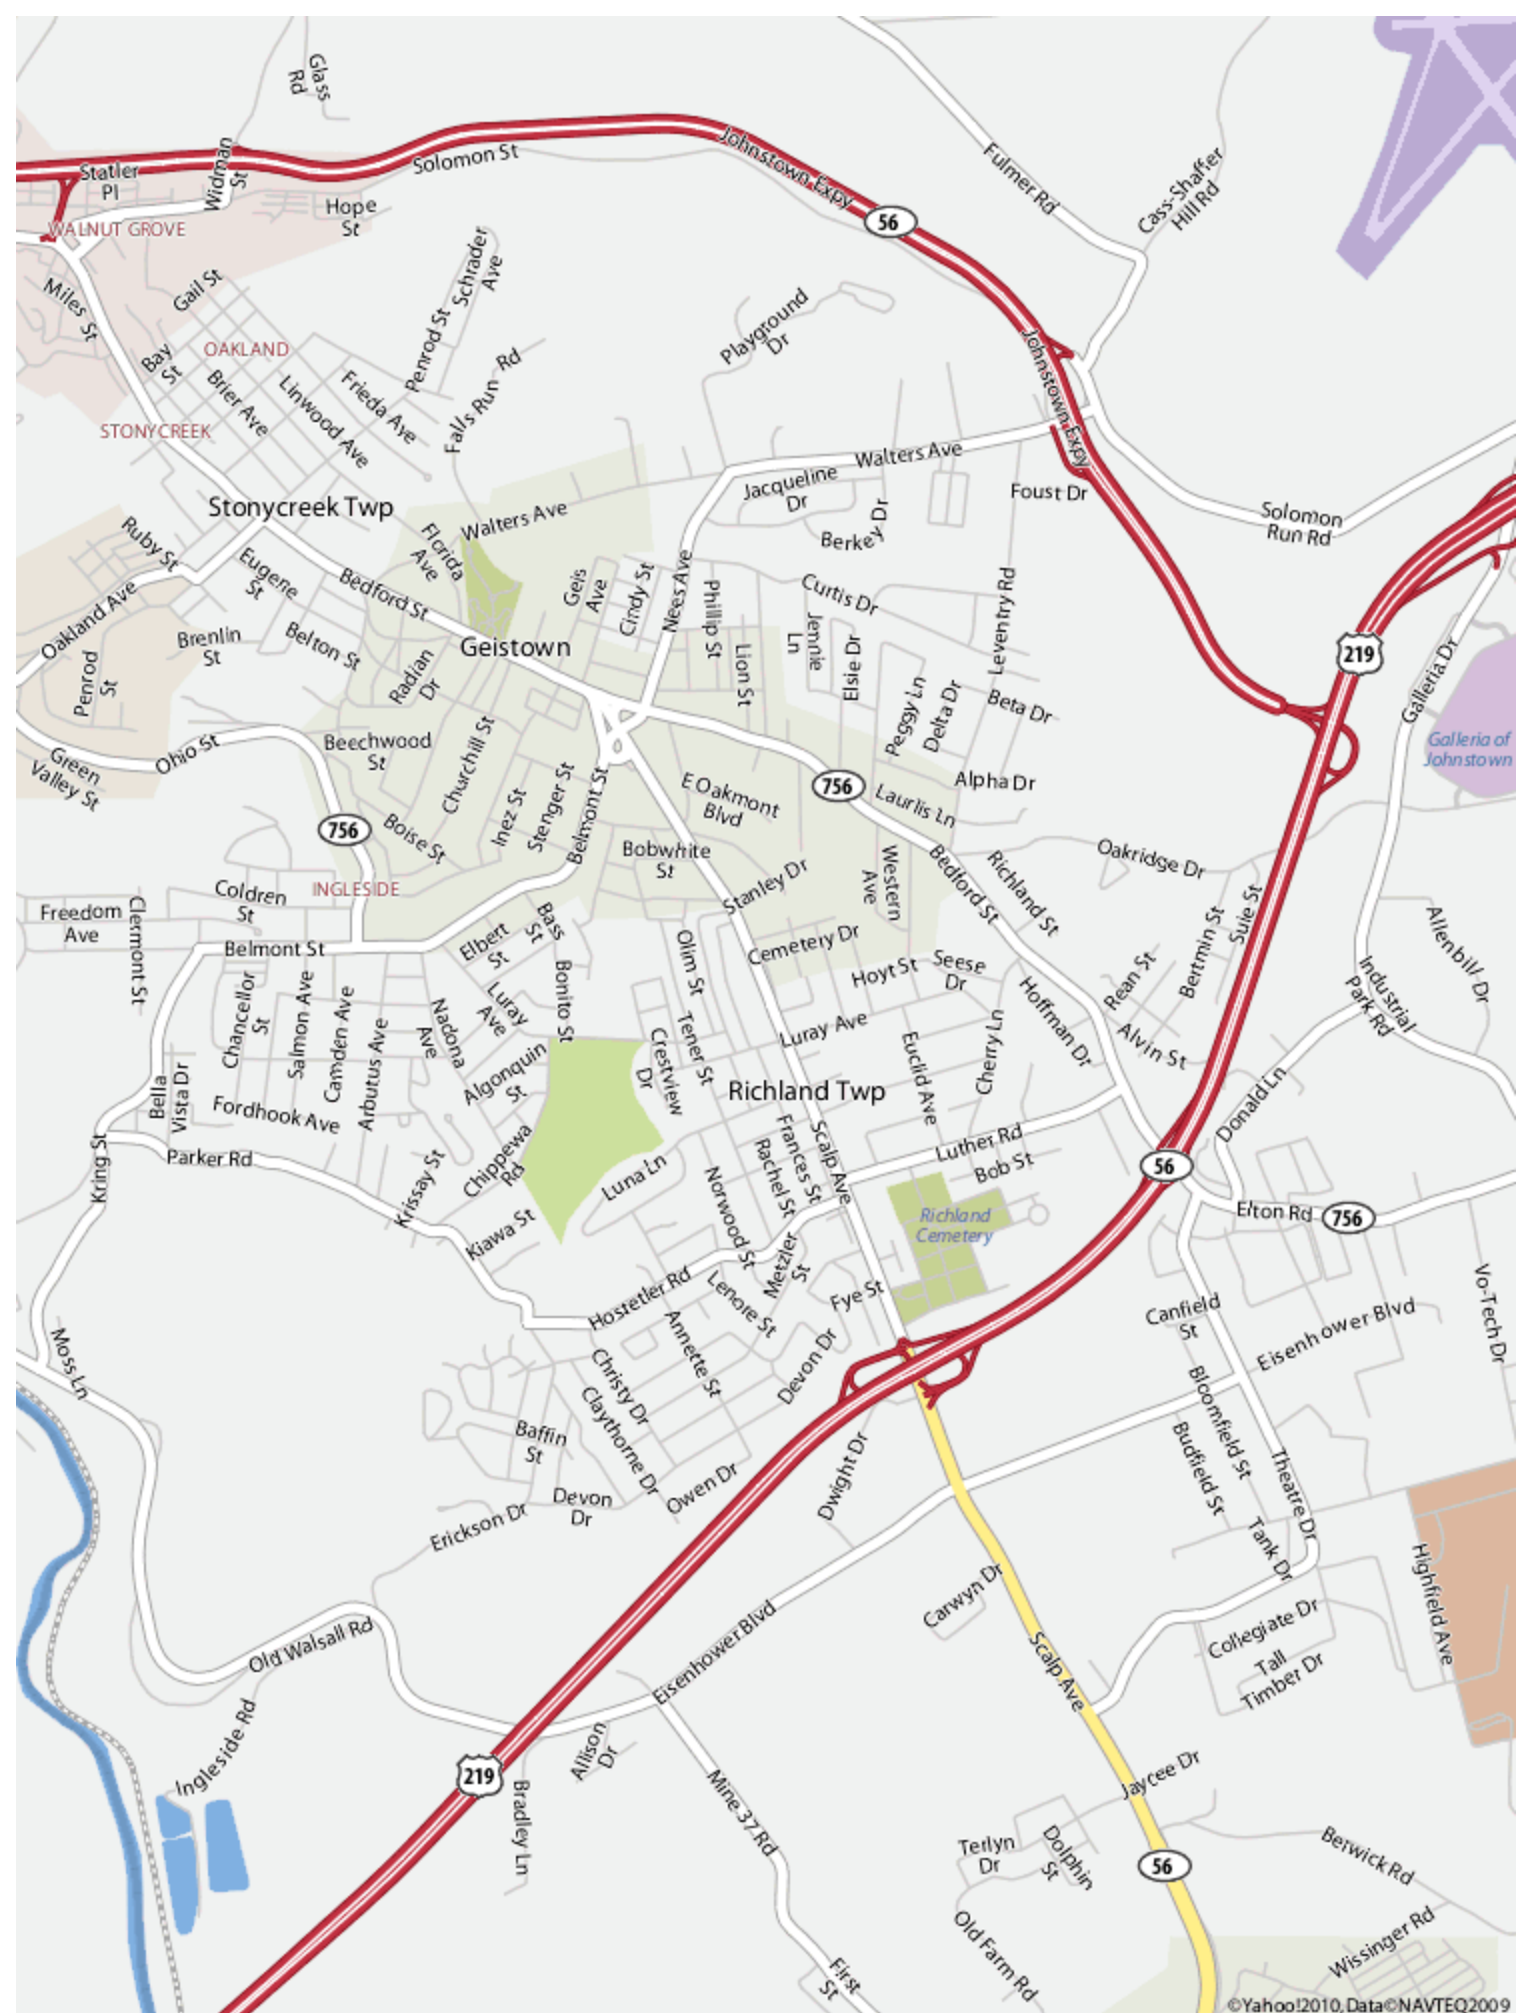 Glass
Rd
Statler
Pl
Widman
St
Solomon St
Johnstown Expy
Fulmer Rd
Cass-Shaffer
Hill Rd
WALNUT GROVE
Hope
St
56
Miles St
Gail St
Schrader
Ave
Penrod St
Playground
Dr
Bay
St
OAKLAND
Brier Ave
Linwood Ave
Frieda Ave
Falls Run Rd
Johnstown Expy
STONYCREEK
Walters Ave
Jacqueline
Dr
Foust Dr
Stonycreek Twp
Walters Ave
Solomon
Run Rd
Ruby St
Florida
Ave
Berkey Dr
Eugene
St
Bedford St
Geis
Ave
Cindy St
Nees Ave
Phillip St
Curtis Dr
Leventry Rd
Oakland Ave
Brenlin
St
Belton St
Geistown
Lion St
Jennie
Ln
Elsie Dr
219
Penrod
St
Radian
Dr
Peggy Ln
Delta Dr
Beta Dr
Galleria Dr
Green
Valley St
Ohio St
Beechwood
St
Churchill St
Galleria of
Johnstown
Inez St
Stenger St
Belmont St
E Oakmont
Blvd
756
Laurlis Ln
Alpha Dr
756
Boise St
Bobwhite
St
Stanley Dr
Western
Ave
Bedford St
Richland St
Oakridge Dr
Coldren
St
INGLESIDE
Freedom
Ave
Clermont St
Belmont St
Elbert
St
Bass
St
Olim St
Cemetery Dr
Hoyt St
Seese
Dr
Rean St
Bertmin St
Suie St
Allenbill Dr
Industrial
Park Rd
Chancellor
St
Salmon Ave
Camden Ave
Arbutus Ave
Nadona
Ave
Luray
Ave
Bonito St
Crestview
Dr
Tener St
Luray Ave
Euclid Ave
Cherry Ln
Hoffman Dr
Alvin St
Bella
Vista Dr
Fordhook Ave
Algonquin
St
Richland Twp
Donald Ln
Kring St
Parker Rd
Krissay St
Chippewa
Rd
Luna Ln
Frances St
Rachel St
Scalp Ave
Luther Rd
Bob St
56
Kiawa St
Norwood St
Metzler
St
Richland
Cemetery
Elton Rd
756
Hostetler Rd
Lenore St
Fye St
Canfield
St
Eisenhower Blvd
Vo-Tech Dr
Moss Ln
Annette St
Christy Dr
Claythorne Dr
Devon Dr
Bloomfield St
Budfield St
Baffin
St
Devon
Dr
Owen Dr
Dwight Dr
Theatre Dr
Tank Dr
Highfield Ave
Erickson Dr
Carwyn Dr
Old Walsall Rd
Eisenhower Blvd
Scalp Ave
Collegiate Dr
Tall
Timber Dr
Ingleside Rd
Allison
Dr
219
Bradley Ln
Mine 37 Rd
Jaycee Dr
Terlyn
Dr
Dolphin
St
56
Berwick Rd
Old Farm Rd
Wissinger Rd
First
St
©Yahoo!2010, Data©NAVTEQ2009